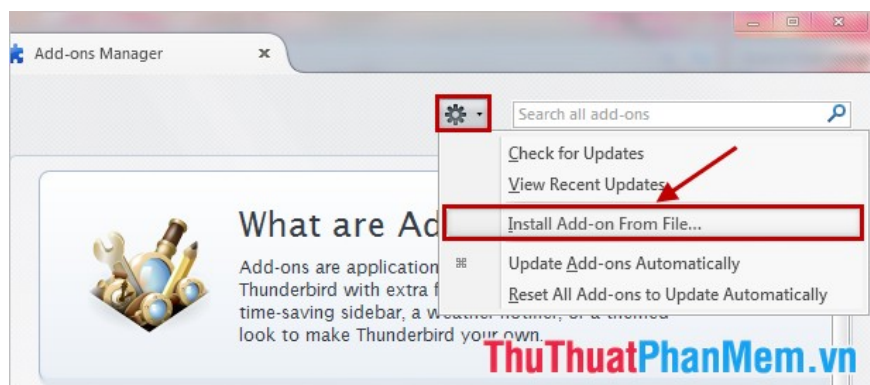 Add-ons Manager
Search all add-ons
Check for Updates
View Recent Updates
Install Add-on From File...
Update Add-ons Automatically
Reset All Add-ons to Update Automatically
What are
Add-ons are application
Thunderbird with extra
time-saving sidebar, a
look to make Thunderbird your own.
ThuThuatPhanMem.vn